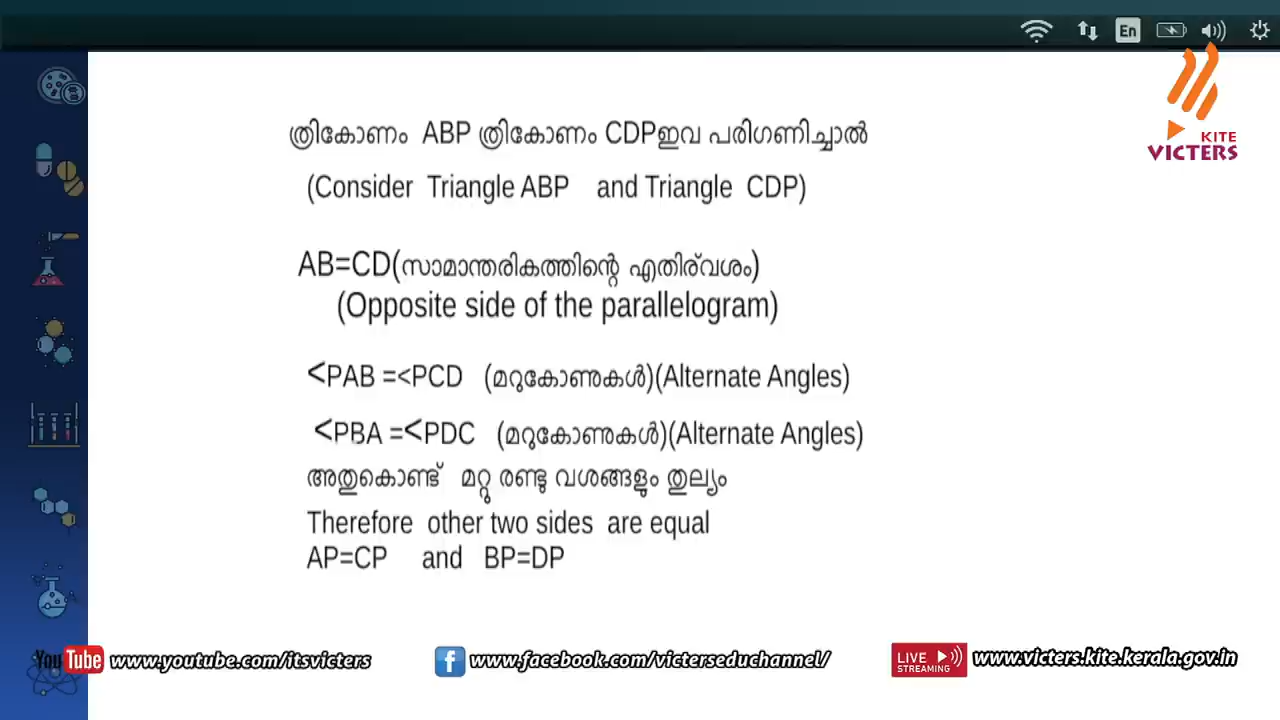 En
ത്രികോണം ABP ത്രികോണം CDPഇവ പരിഗണിച്ചാൽ
KITE
VICTERS
(Consider Triangle ABP and Triangle CDP)
AB=CD(സാമാന്തരികത്തിന്റെ എതിര്വശം)
(Opposite side of the parallelogram)
<PAB =<PCD (മറുകോണുകൾ)(Alternate Angles)
<PBA =<PDC (മറുകോണുകൾ)(Alternate Angles)
അതുകൊണ്ട് മറ്റു രണ്ടു വശങ്ങളും തുല്യം
Therefore other two sides are equal
AP=CP and BP=DP
YouTube www.youtube.com/itsvicters
f www.facebook.com/victerseduchannel/
LIVE STREAMING www.victers.kite.kerala.gov.in